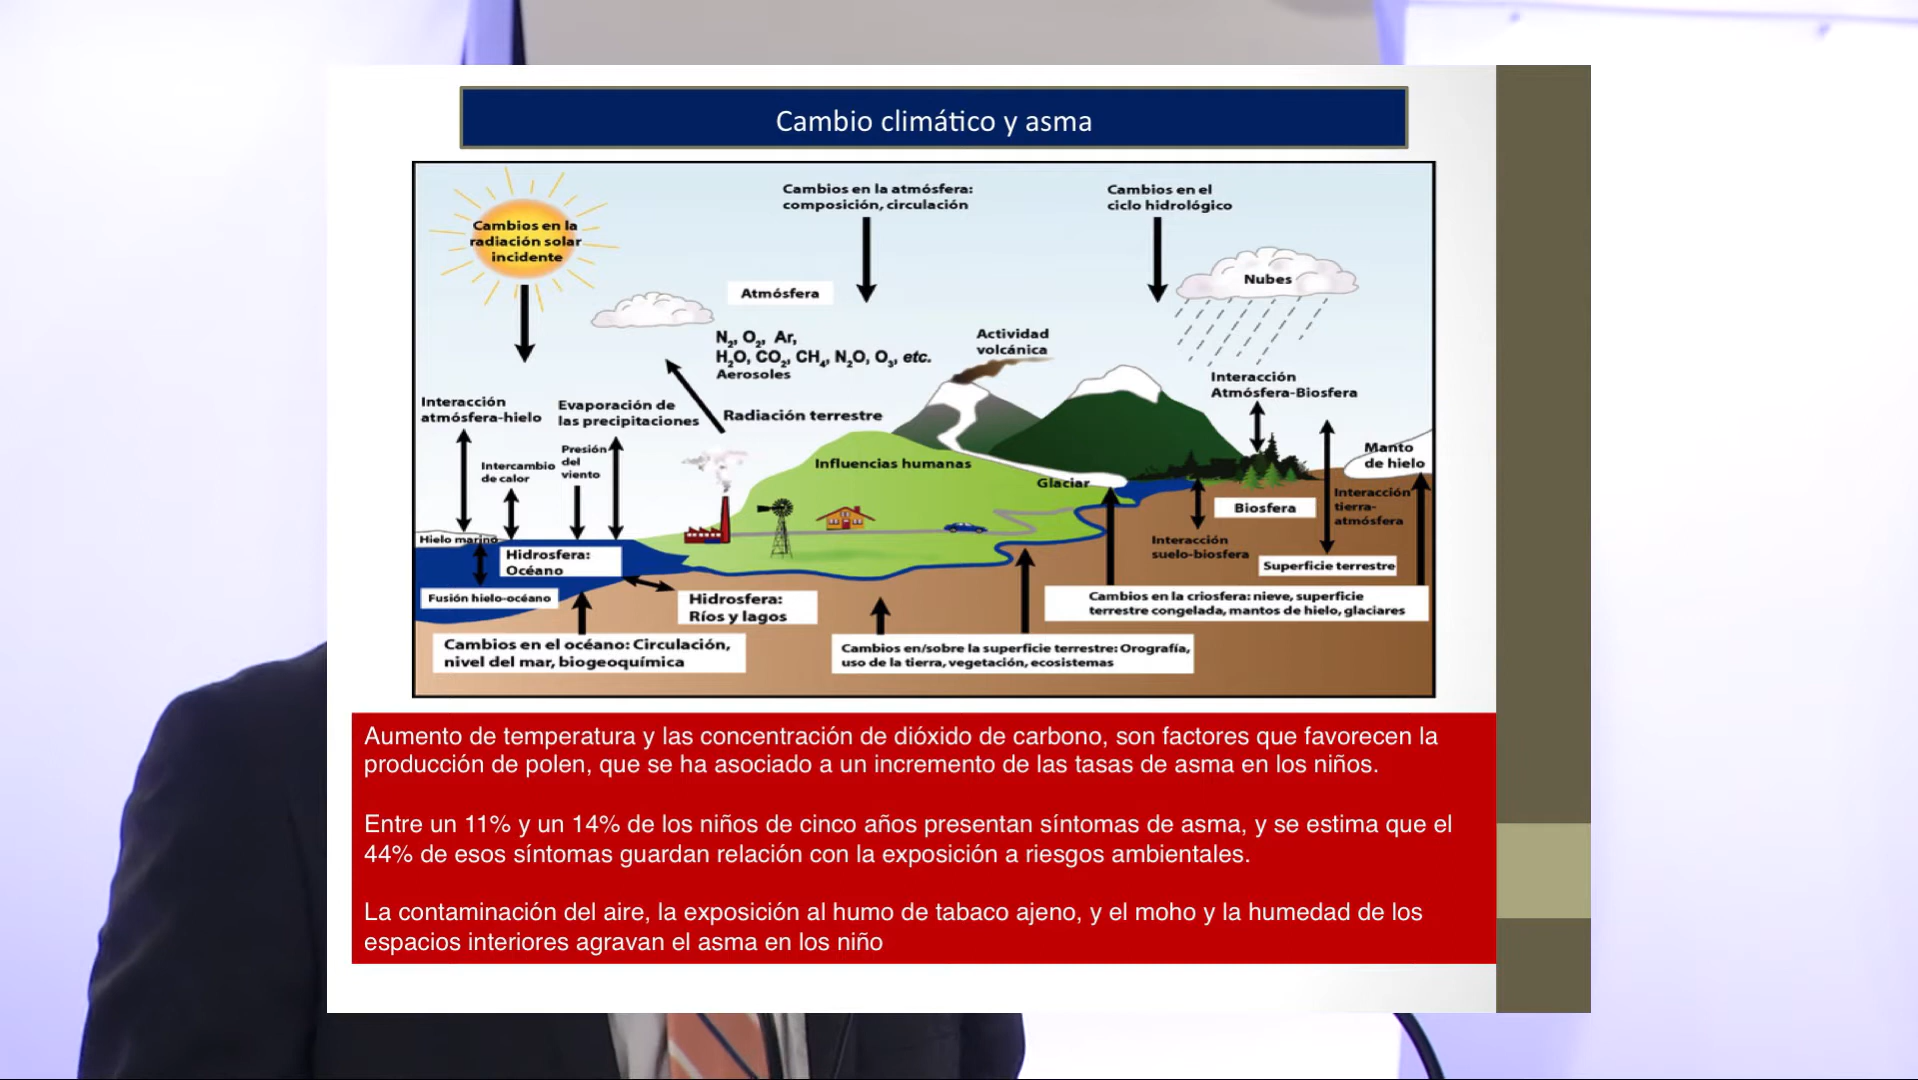 Cambio climático y asma
Cambios en la
radiación solar
incidente
Cambios en la atmósfera:
composición, circulación
Cambios en el
ciclo hidrológico
Nubes
Atmósfera
N2, O2, Ar,
H2O, CO2, CH4, N2O, O3, etc.
Aerosoles
Actividad
volcánica
Interacción
atmósfera-hielo
Evaporación de
las precipitaciones
Radiación terrestre
Interacción
Atmósfera-Biosfera
Intercambio
de calor
Presión
del
viento
Influencias humanas
Glaciar
Manto
de hielo
Biosfera
Interacción
tierra-
atmósfera
Hielo marino
Hidrosfera:
Océano
Interacción
suelo-biosfera
Superficie terrestre
Fusión hielo-océano
Hidrosfera:
Ríos y lagos
Cambios en la criosfera: nieve, superficie
terrestre congelada, mantos de hielo, glaciares
Cambios en el océano: Circulación,
nivel del mar, biogeoquímica
Cambios en/sobre la superficie terrestre: Orografía,
uso de la tierra, vegetación, ecosistemas
Aumento de temperatura y las concentración de dióxido de carbono, son factores que favorecen la
producción de polen, que se ha asociado a un incremento de las tasas de asma en los niños.
Entre un 11% y un 14% de los niños de cinco años presentan síntomas de asma, y se estima que el
44% de esos síntomas guardan relación con la exposición a riesgos ambientales.
La contaminación del aire, la exposición al humo de tabaco ajeno, y el moho y la humedad de los
espacios interiores agravan el asma en los niño